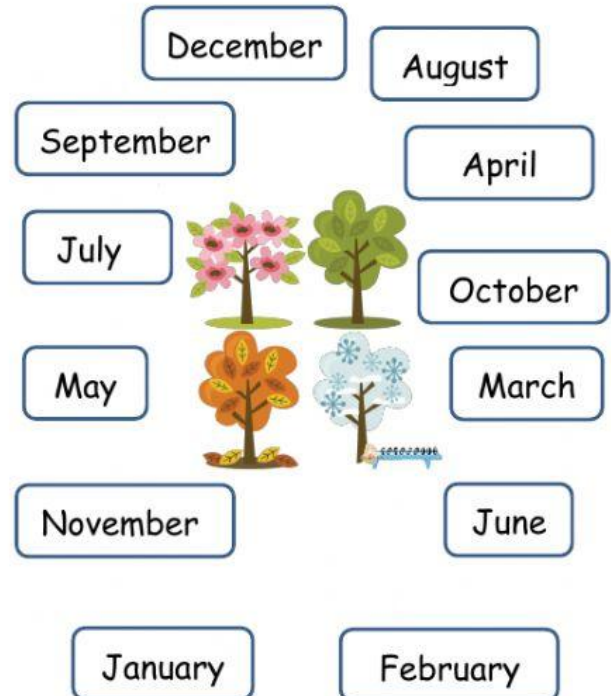 December
August
September
April
July
October
May
March
November
June
January
February